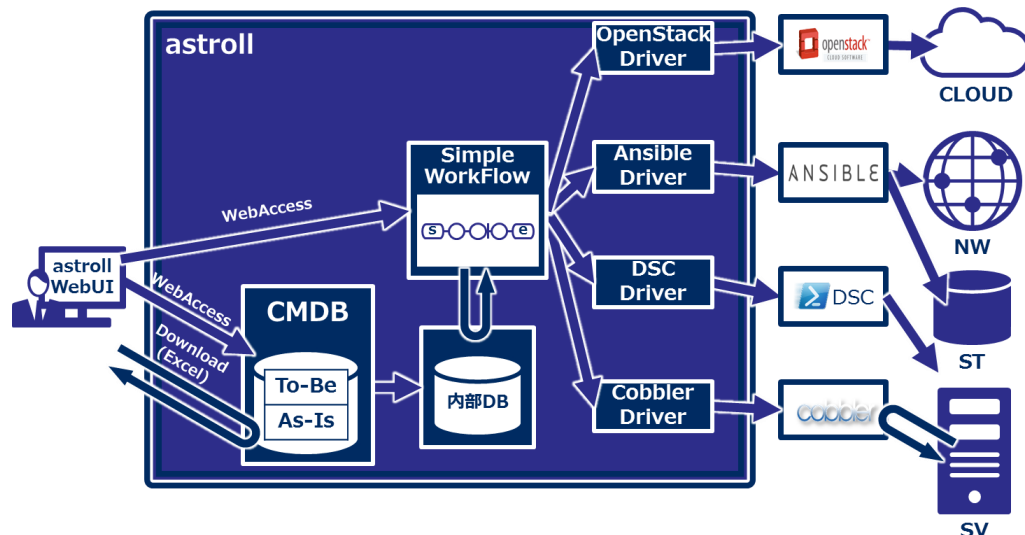 astroll
OpenStack
Driver
openstack™
CLOUD SOFTWARE
CLOUD
Simple
WorkFlow
s
e
Ansible
Driver
ANSIBLE
NW
WebAccess
astroll
WebUI
WebAccess
Download
(Excel)
CMDB
To-Be
As-Is
内部DB
DSC
Driver
DSC
ST
Cobbler
Driver
cobbler
SV